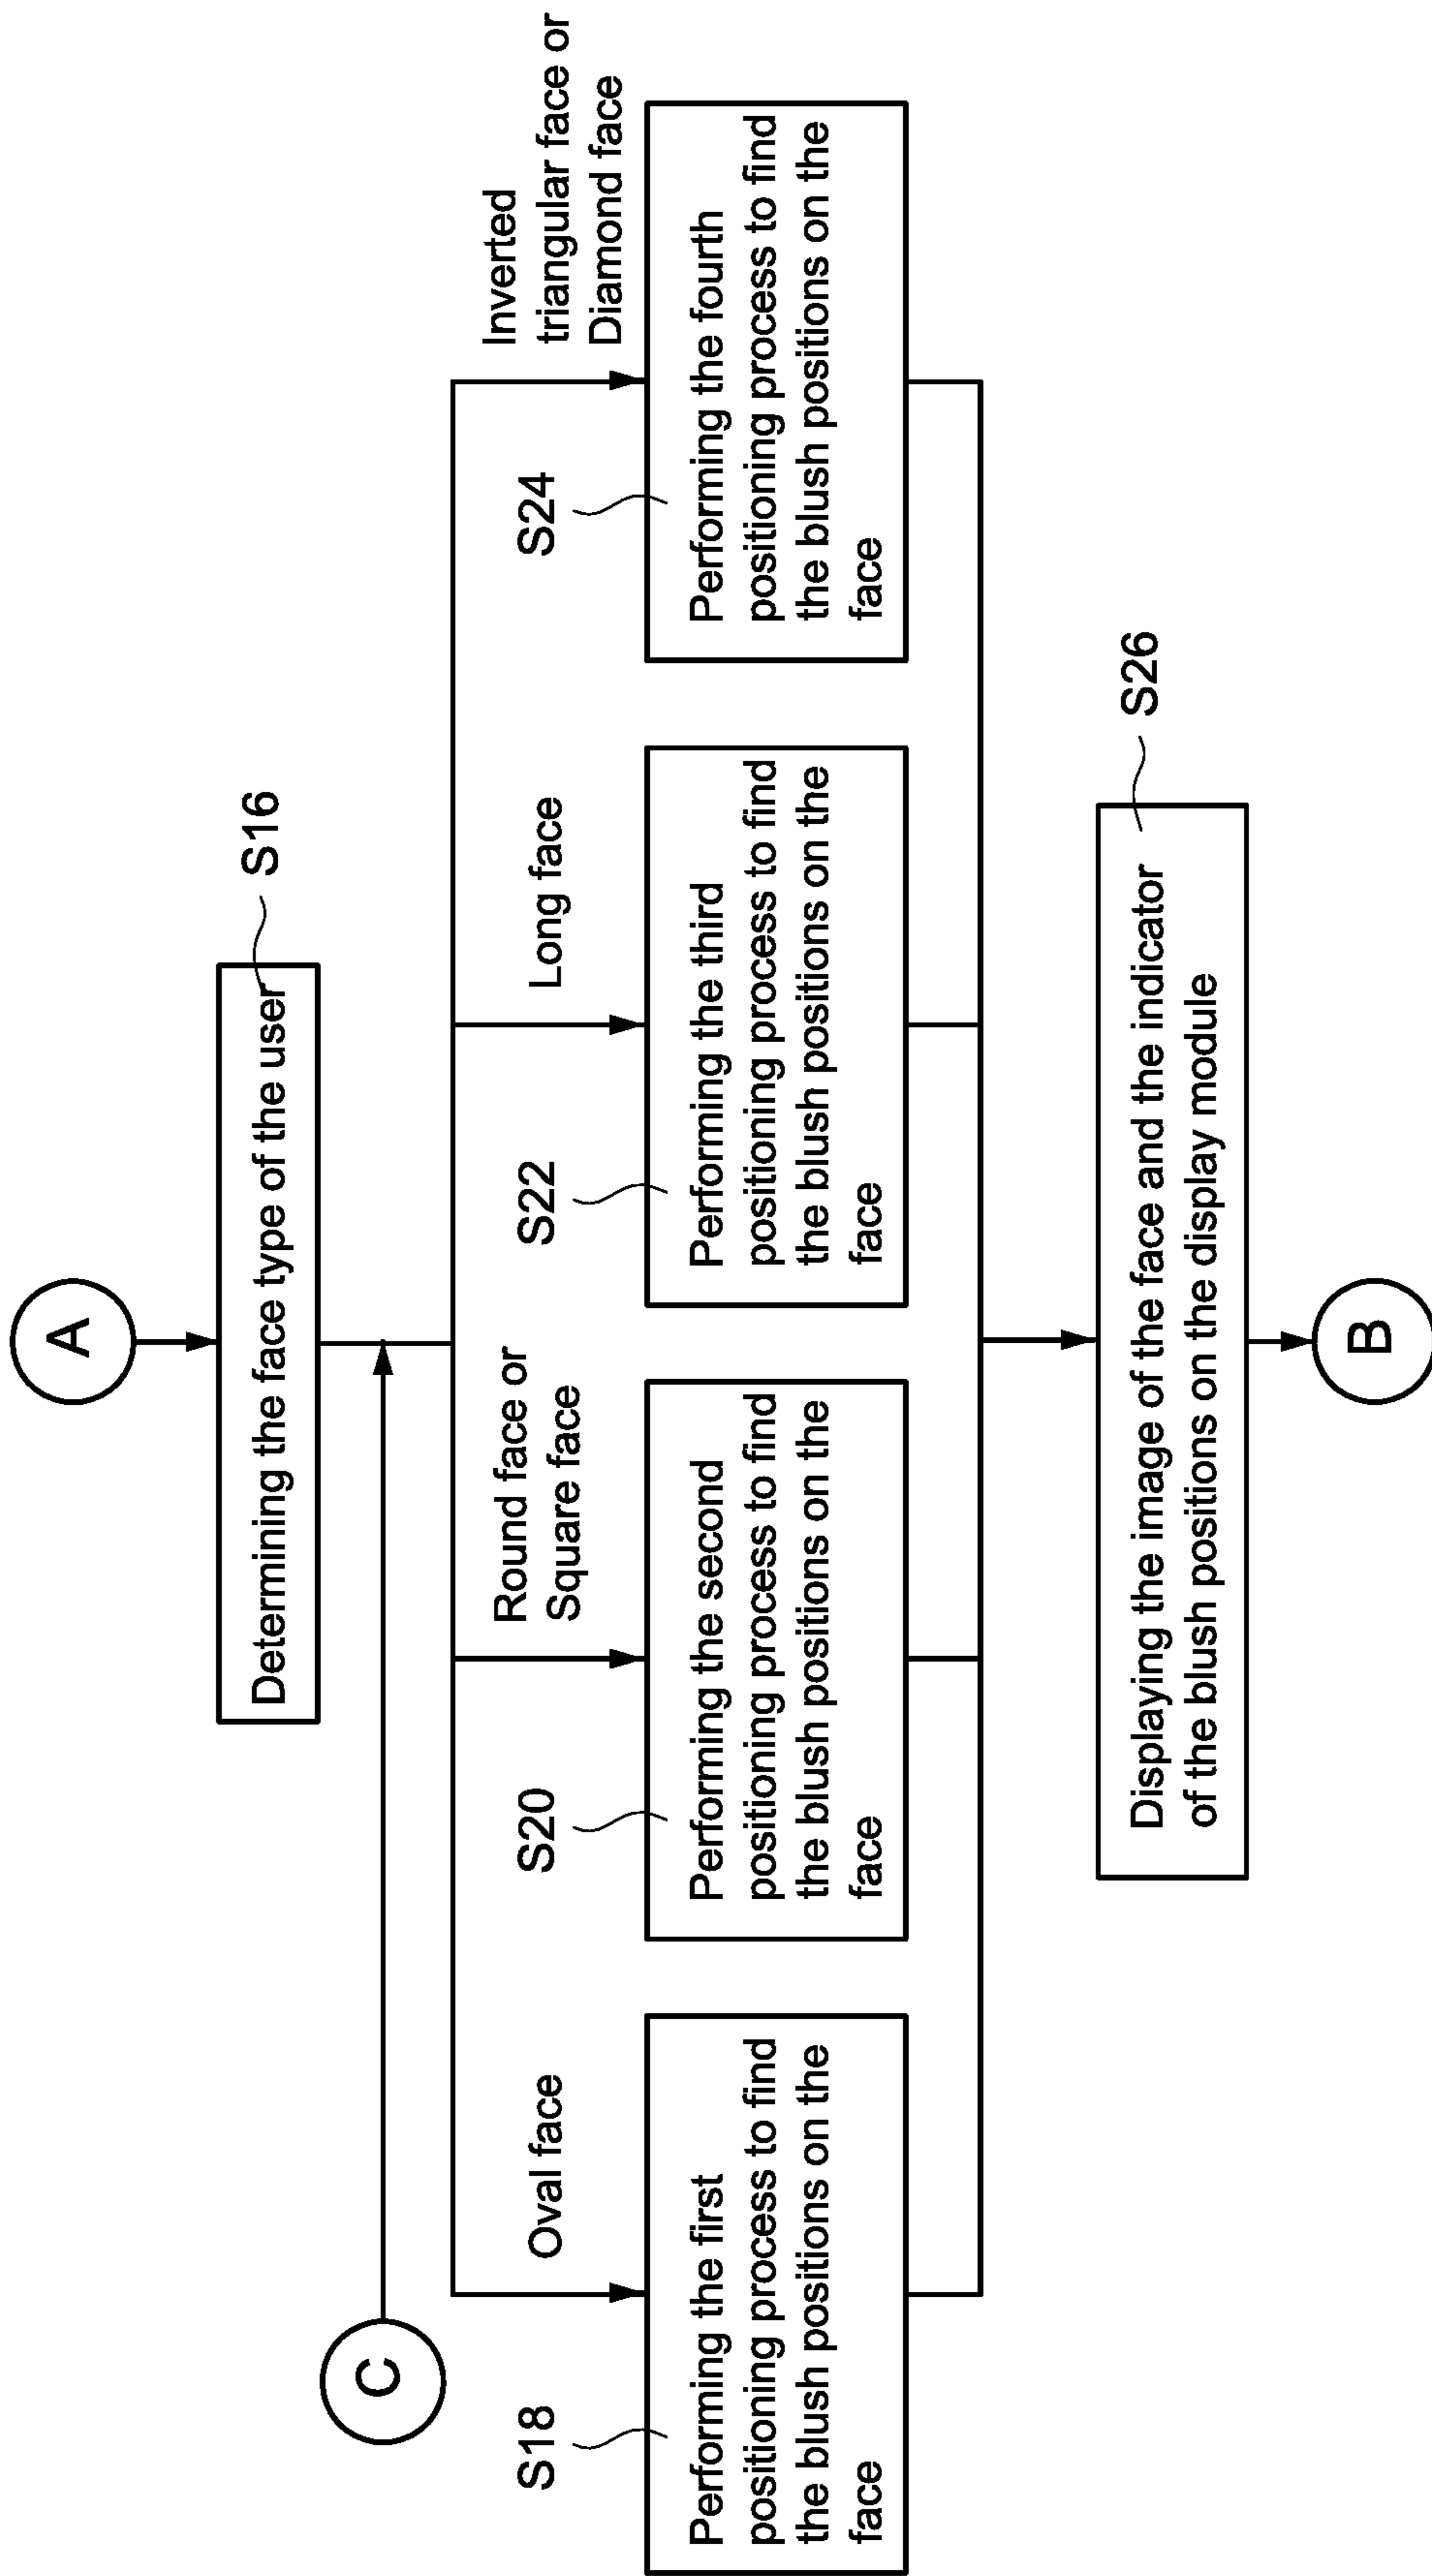 A
Determining the face type of the user
S16
C
Oval face
Round face or
Square face
Long face
Inverted
triangular face or
Diamond face
S18
Performing the first
positioning process to find
the blush positions on the
face
S20
Performing the second
positioning process to find
the blush positions on the
face
S22
Performing the third
positioning process to find
the blush positions on the
face
S24
Performing the fourth
positioning process to find
the blush positions on the
face
Displaying the image of the face and the indicator
of the blush positions on the display module
S26
B